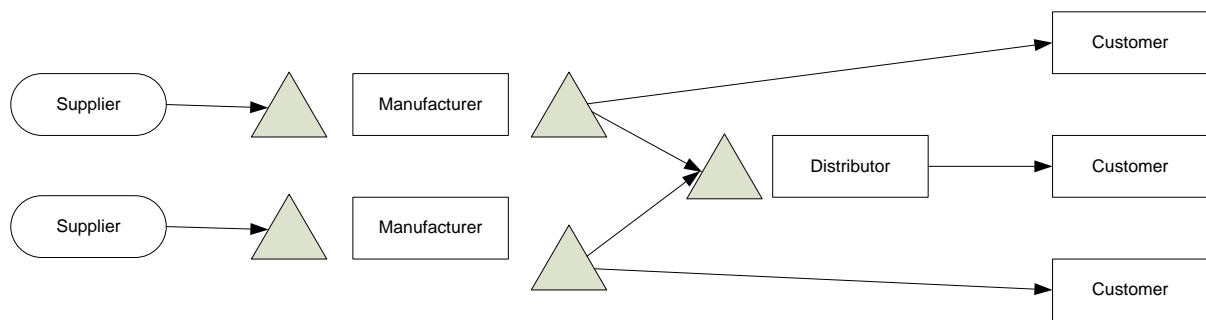 Customer
Supplier
Manufacturer
Distributor
Customer
Supplier
Manufacturer
Customer